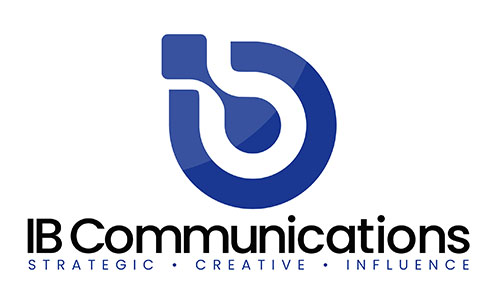 IB Communications
STRATEGIC • CREATIVE • INFLUENCE